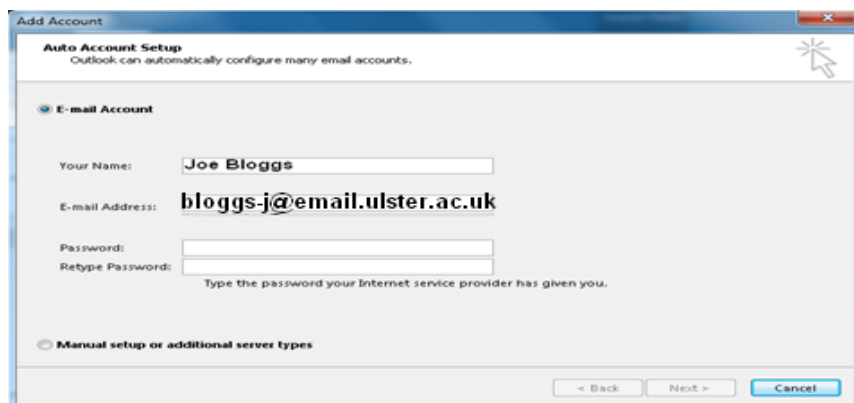 Add Account
Auto Account Setup
Outlook can automatically configure many email accounts.
E-mail Account
Your Name: Joe Bloggs
E-mail Address: bloggs-j@email.ulster.ac.uk
Password:
Retype Password:
Type the password your Internet service provider has given you.
Manual setup or additional server types
< Back Next > Cancel